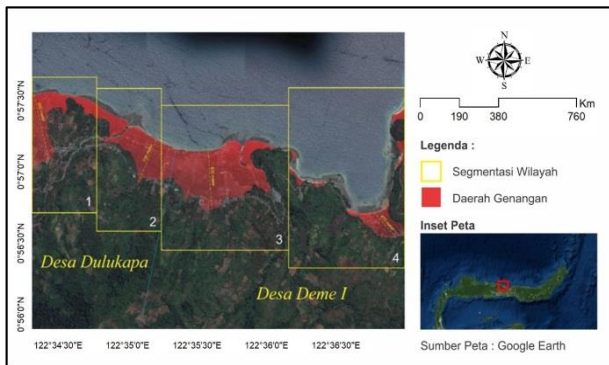 0°57'30"N
0°57'0"N
0°56'30"N
0°56'0"N
1
2
3
4
Desa Dulukapa
Desa Deme I
122°34'30"E
122°35'0"E
122°35'30"E
122°36'0"E
122°36'30"E
N
W
E
S
Km
0
190
380
760
Legenda :
Segmentasi Wilayah
Daerah Genangan
Inset Peta
Sumber Peta : Google Earth